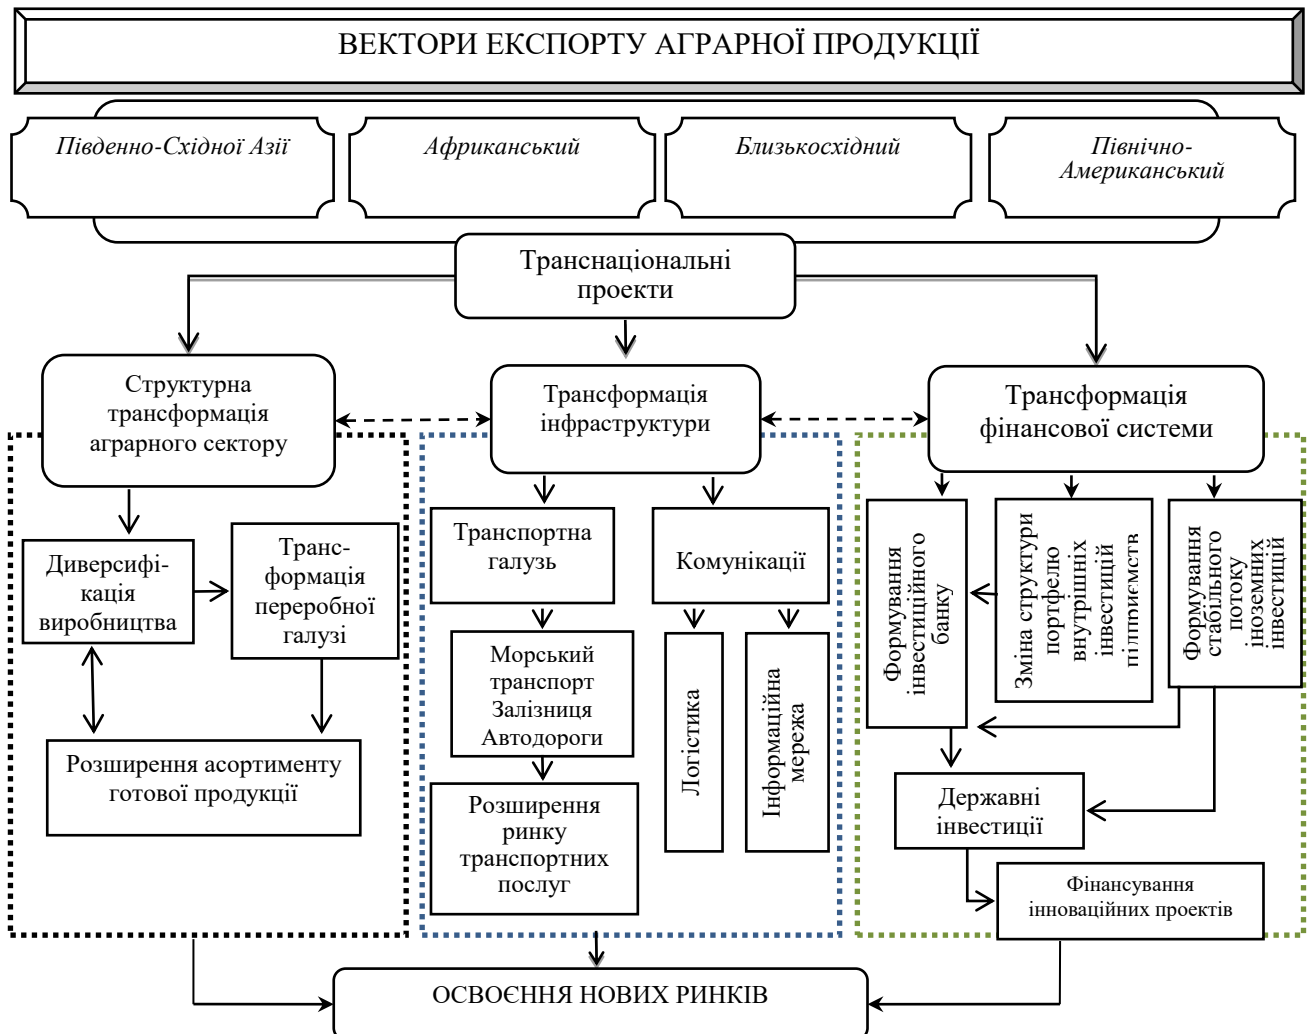 ВЕКТОРИ ЕКСПОРТУ АГРАРНОЇ ПРОДУКЦІЇ
Південно-Східної Азії
Африканський
Близькосхідний
Північно-
Американський
Транснаціональні
проекти
Структурна
трансформація
аграрного сектору
Трансформація
інфраструктури
Трансформація
фінансової системи
Диверсифі-
кація
виробництва
Транс-
формація
переробної
галузі
Розширення асортименту
готової продукції
Транспортна
галузь
Комунікації
Морський
транспорт
Залізниця
Автодороги
Розширення
ринку
транспортних
послуг
Логістика
Інформаційна
мережа
Формування
інвестиційного
банку
Зміна структури
портфелю
внутрішніх
інвестицій
підприємств
Формування
стабільного
потоку
іноземних
інвестицій
Державні
інвестиції
Фінансування
інноваційних проектів
ОСВОЄННЯ НОВИХ РИНКІВ